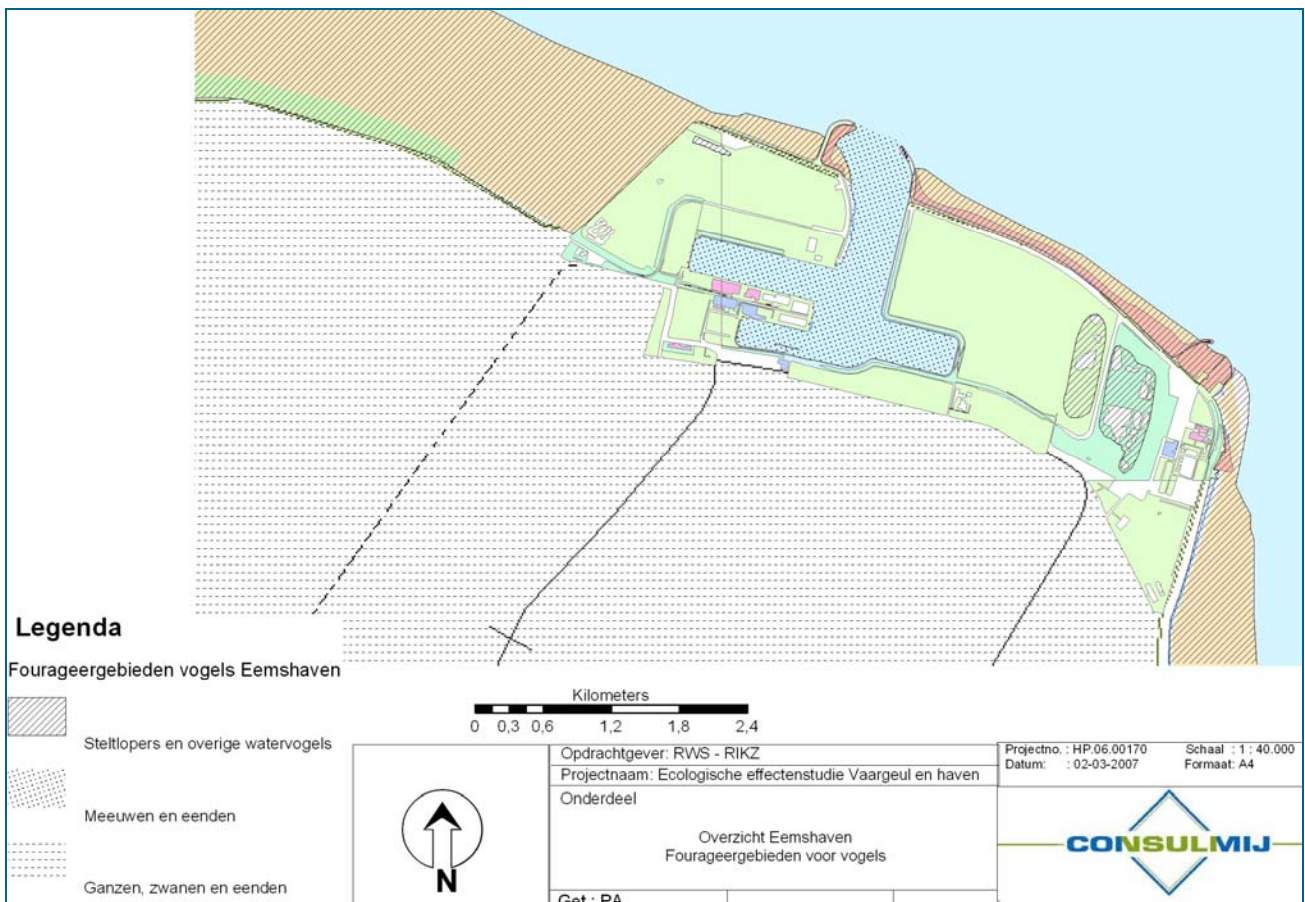 Legenda
Fourageergebieden vogels Eemshaven
Steltlopers en overige watervogels
Meeuwen en eenden
Ganzen, zwanen en eenden
Kilometers
0 0,3 0,6 1,2 1,8 2,4
N
Opdrachtgever: RWS - RIKZ
Projectnaam: Ecologische effectenstudie Vaargeul en haven
Onderdeel
Overzicht Eemshaven
Fourageergebieden voor vogels
Get.: PA
Projectno. : HP.06.00170 Schaal : 1 : 40.000
Datum: : 02-03-2007 Formaat: A4
CONSULMIJ